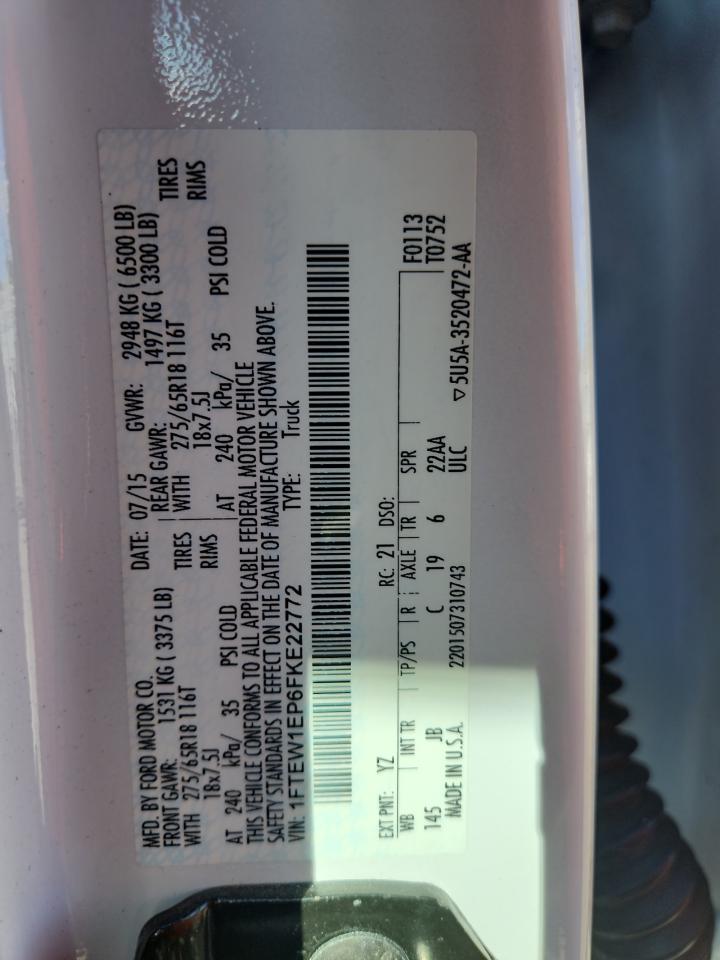 MFD. BY FORD MOTOR CO. DATE: 07/15 GVWR: 2948 KG ( 6500 LB)
FRONT GAWR: 1531 KG ( 3375 LB) REAR GAWR: 1497 KG ( 3300 LB)
WITH 275/65R18 116T TIRES WITH 275/65R18 116T TIRES
18x7.5J RIMS 18x7.5J RIMS
AT 240 kPa/ 35 PSI COLD AT 240 kPa/ 35 PSI COLD
THIS VEHICLE CONFORMS TO ALL APPLICABLE FEDERAL MOTOR VEHICLE
SAFETY STANDARDS IN EFFECT ON THE DATE OF MANUFACTURE SHOWN ABOVE.
VIN: 1FTEW1EP6FKE22772 TYPE: Truck
EXT PNT: YZ RC: 21 DSO:
WB INT TR TP/PS R AXLE TR SPR F0113
145 JB C 19 6 22AA T0752
MADE IN U.S.A. 2201507310743 ULC ▽5U5A-3520472-AA